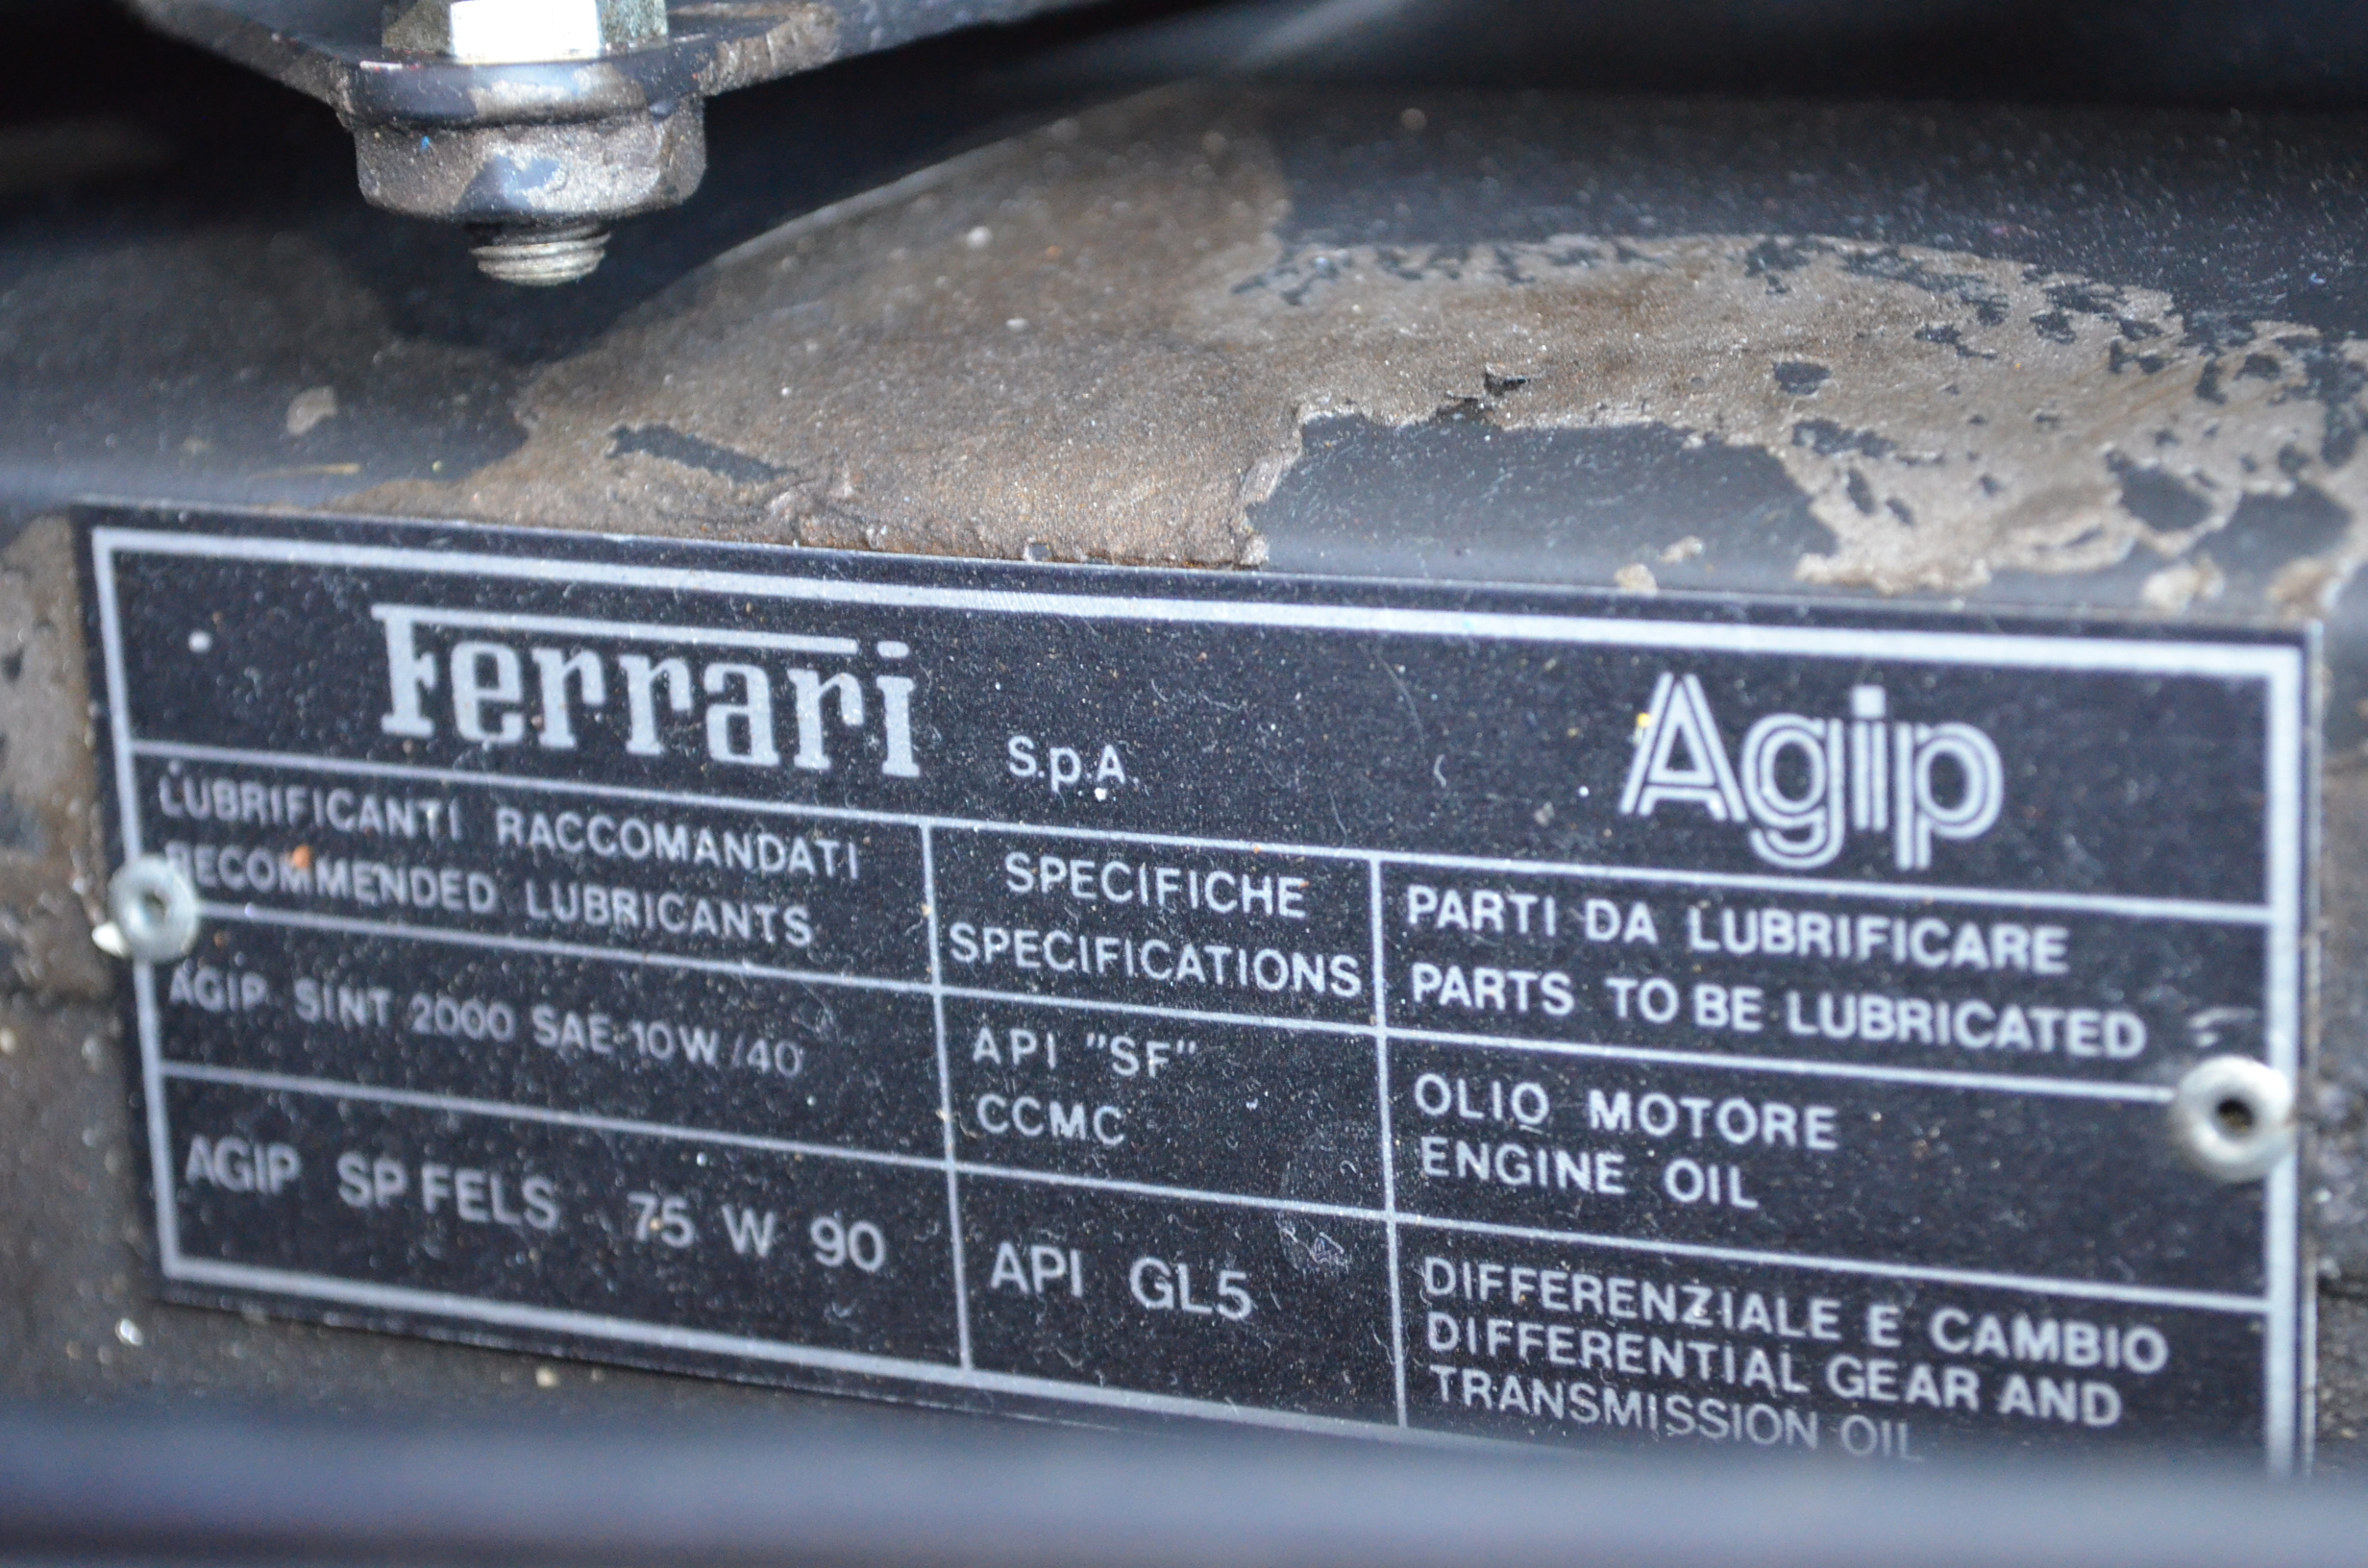 Ferrari S.p.A. Agip
LUBRIFICANTI RACCOMANDATI
RECOMMENDED LUBRICANTS
SPECIFICHE
SPECIFICATIONS
PARTI DA LUBRIFICARE
PARTS TO BE LUBRICATED
AGIP SINT 2000 SAE 10W/40
API "SF"
CCMC
OLIO MOTORE
ENGINE OIL
AGIP SP FELS 75 W 90
API GL5
DIFFERENZIALE E CAMBIO
DIFFERENTIAL GEAR AND
TRANSMISSION OIL